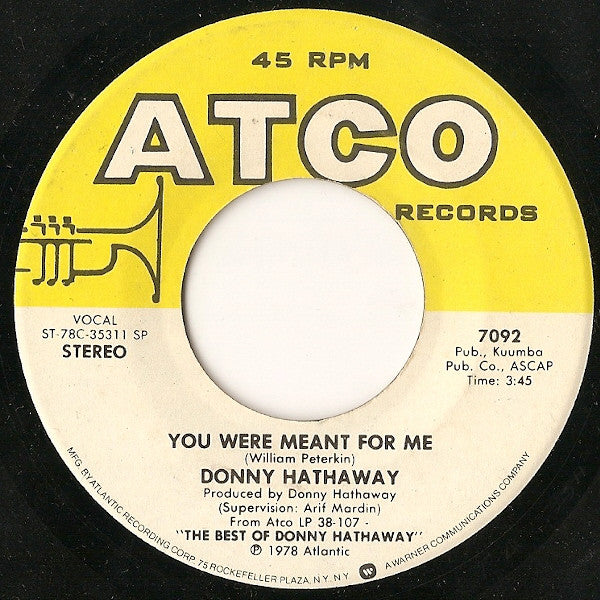 45 RPM
ATCO
RECORDS
VOCAL
ST-78C-35311 SP
STEREO
7092
Pub., Kuumba
Pub. Co., ASCAP
Time: 3:45
YOU WERE MEANT FOR ME
(William Peterkin)
DONNY HATHAWAY
Produced by Donny Hathaway
(Supervision: Arif Mardin)
From Atco LP 38-107 -
"THE BEST OF DONNY HATHAWAY"
℗ 1978 Atlantic
MFG. BY ATLANTIC RECORDING CORP. 75 ROCKEFELLER PLAZA, N.Y. N.Y. W A WARNER COMMUNICATIONS COMPANY